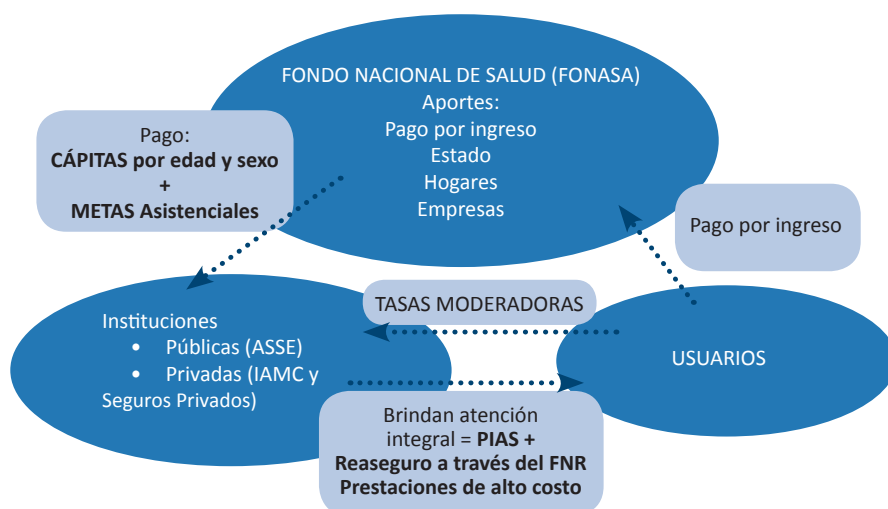 FONDO NACIONAL DE SALUD (FONASA)
Aportes:
Pago por ingreso
Estado
Hogares
Empresas
Pago:
CÁPITAS por edad y sexo
+
METAS Asistenciales
Pago por ingreso
TASAS MODERADORAS
Instituciones
• Públicas (ASSE)
• Privadas (IAMC y
Seguros Privados)
USUARIOS
Brindan atención
integral = PIAS +
Reaseguro a través del FNR
Prestaciones de alto costo